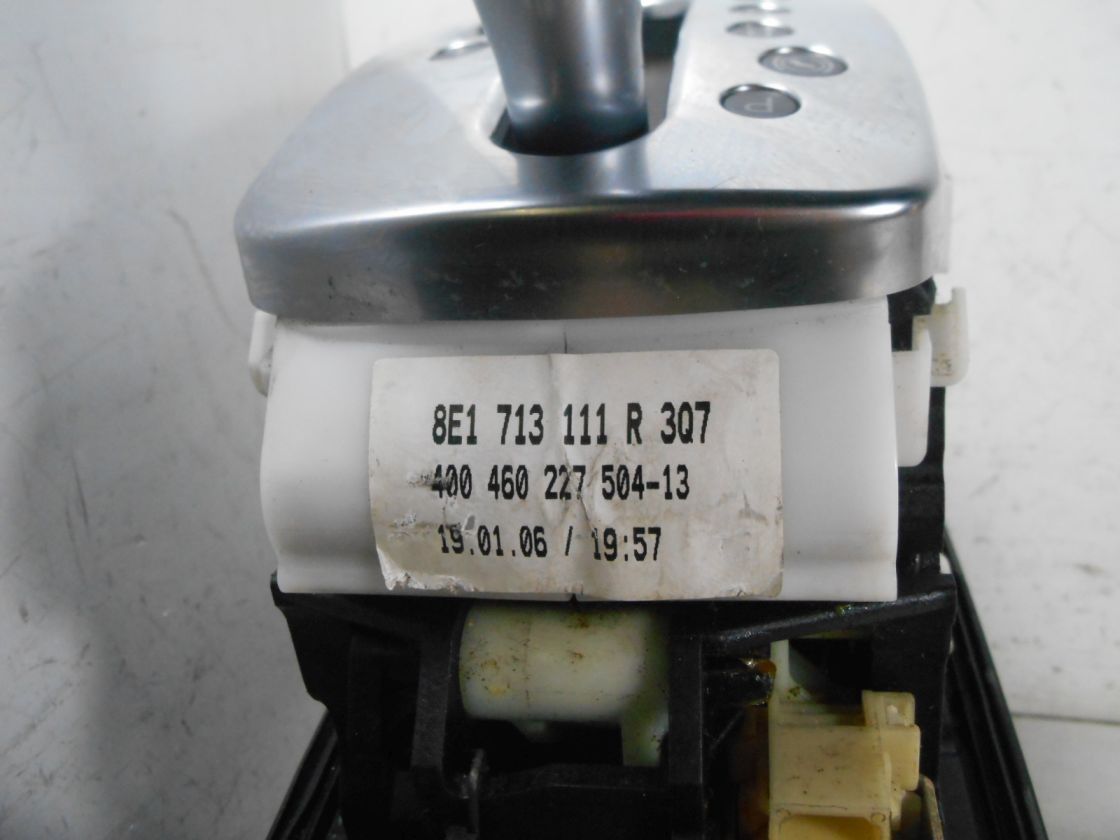 8E1 713 111 R 3Q7
400 460 227 504-13
19.01.06 / 19:57
P